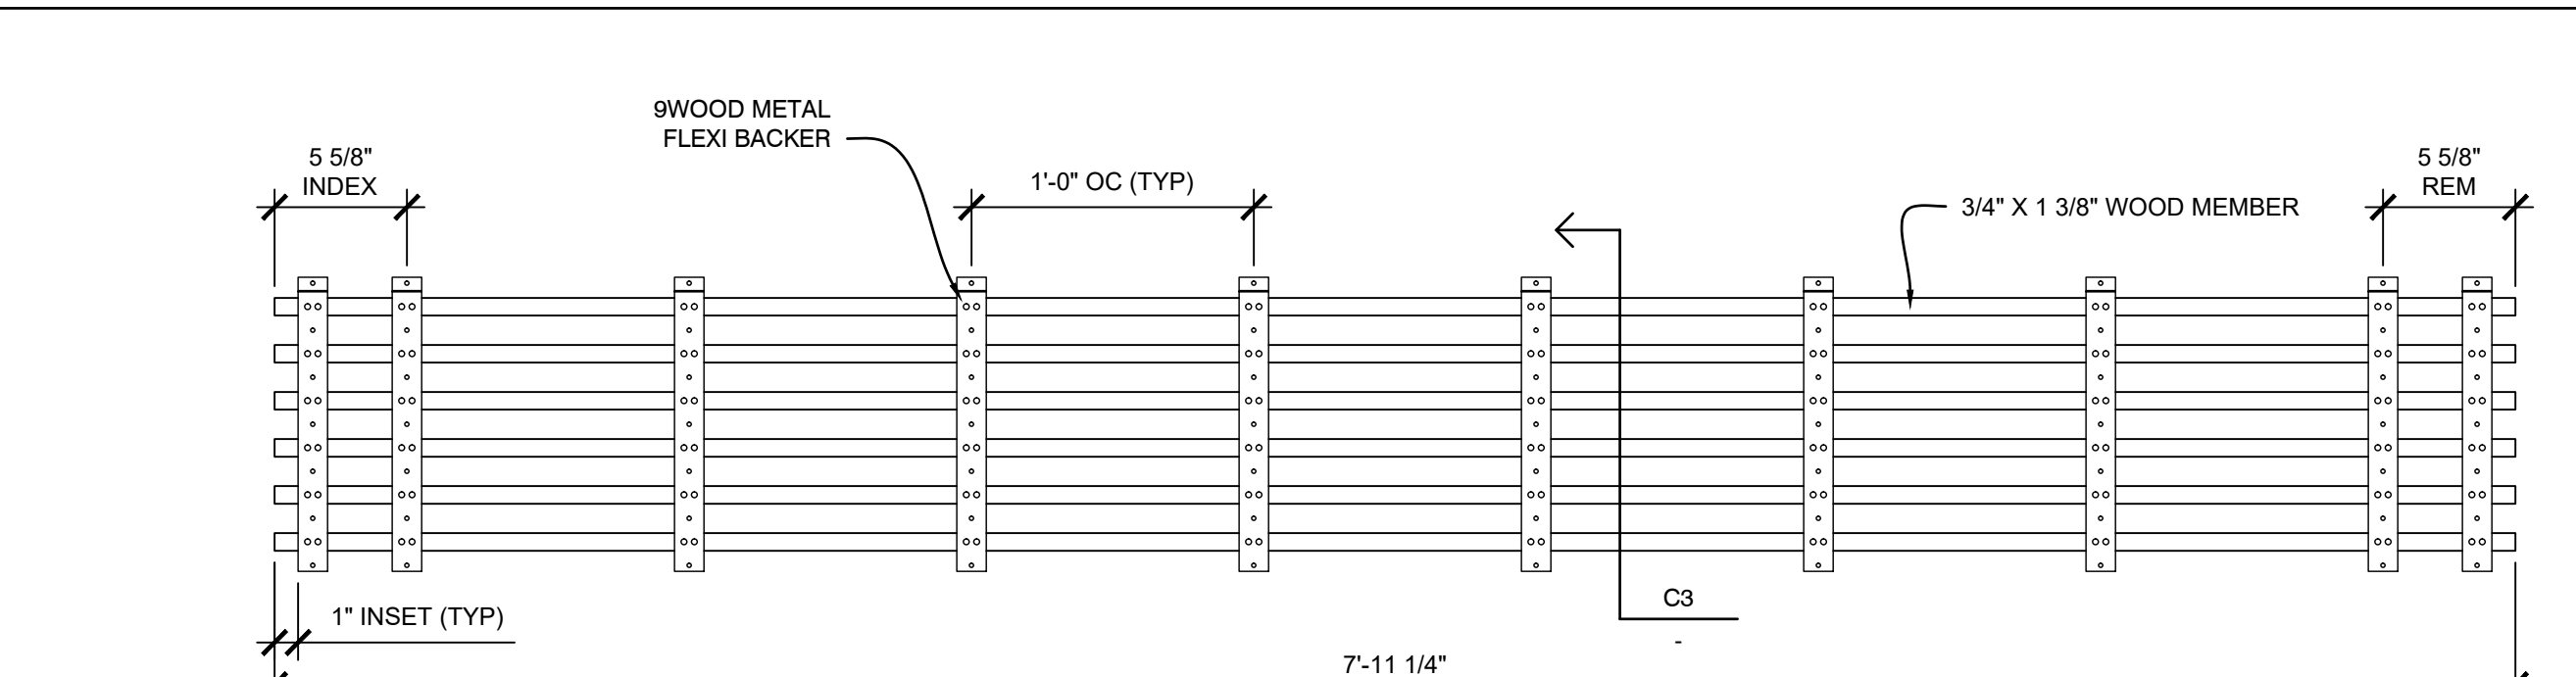 9WOOD METAL
FLEXI BACKER
5 5/8"
INDEX
1'-0" OC (TYP)
5 5/8"
REM
3/4" X 1 3/8" WOOD MEMBER
1" INSET (TYP)
C3
-
7'-11 1/4"